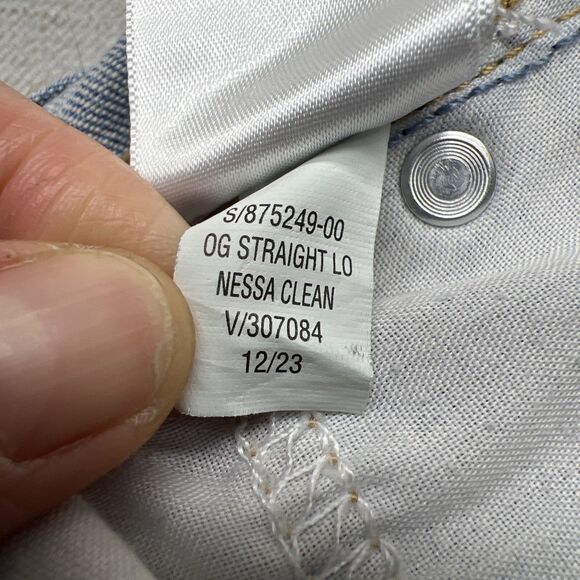 S/875249-00
OG STRAIGHT LO
NESSA CLEAN
V/307084
12/23